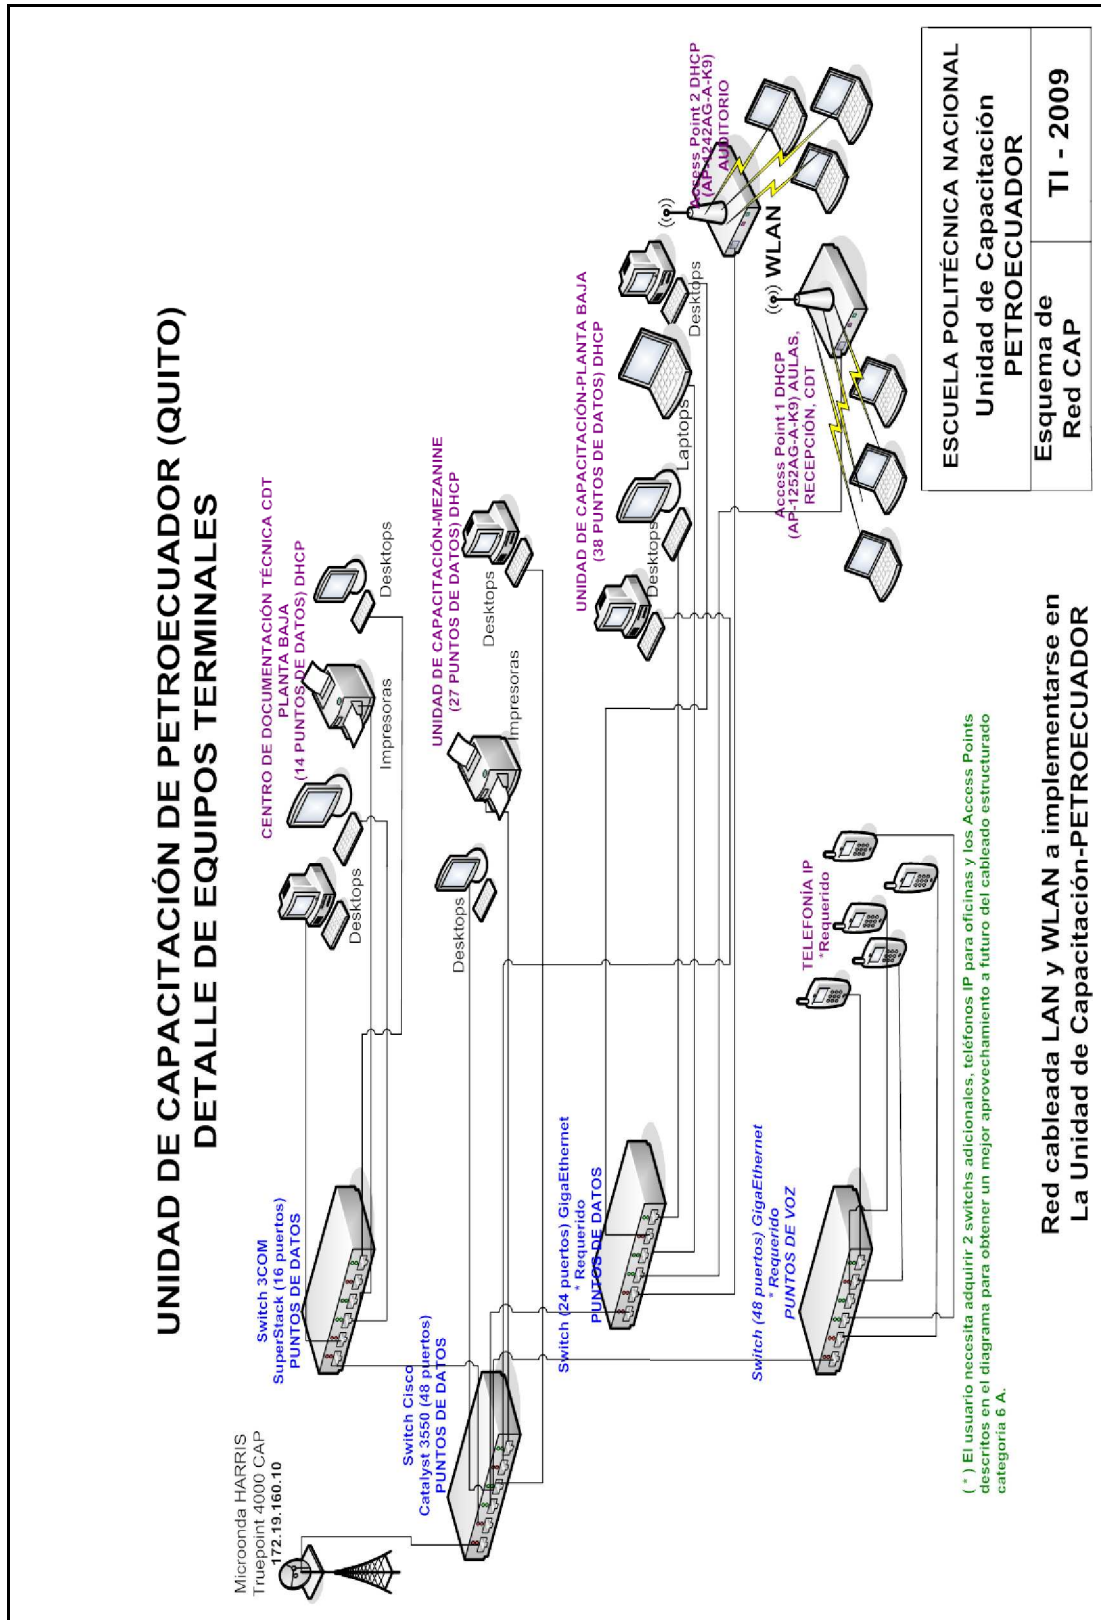 UNIDAD DE CAPACITACIÓN DE PETROECUADOR (QUITO)
DETALLE DE EQUIPOS TERMINALES
Microonda HARRIS
Truepoint 4000 CAP
172.19.160.10
Switch 3COM
SuperStack (16 puertos)
PUNTOS DE DATOS
CENTRO DE DOCUMENTACIÓN TÉCNICA CDT
PLANTA BAJA
(14 PUNTOS DE DATOS) DHCP
Desktops
Impresoras
Desktops
Switch Cisco
Catalyst 3550 (48 puertos)
PUNTOS DE DATOS
UNIDAD DE CAPACITACIÓN-MEZANINE
(27 PUNTOS DE DATOS) DHCP
Desktops
Impresoras
Desktops
Switch (24 puertos) GigaEthernet
* Requerido
PUNTOS DE DATOS
UNIDAD DE CAPACITACIÓN-PLANTA BAJA
(38 PUNTOS DE DATOS) DHCP
Desktops
Laptops
Desktops
Access Point 2 DHCP
(AP-1242AG-A-K9)
AUDITORIO
WLAN
Access Point 1 DHCP
(AP-1252AG-A-K9) AULAS,
RECEPCIÓN, CDT
Switch (48 puertos) GigaEthernet
* Requerido
PUNTOS DE VOZ
TELEFONÍA IP
*Requerido
( * ) El usuario necesita adquirir 2 switchs adicionales, teléfonos IP para oficinas y los Access Points
descritos en el diagrama para obtener un mejor aprovechamiento a futuro del cableado estructurado
categoria 6 A.
Red cableada LAN y WLAN a implementarse en
La Unidad de Capacitación-PETROECUADOR
ESCUELA POLITÉCNICA NACIONAL
Unidad de Capacitación
PETROECUADOR
Esquema de
Red CAP
TI - 2009